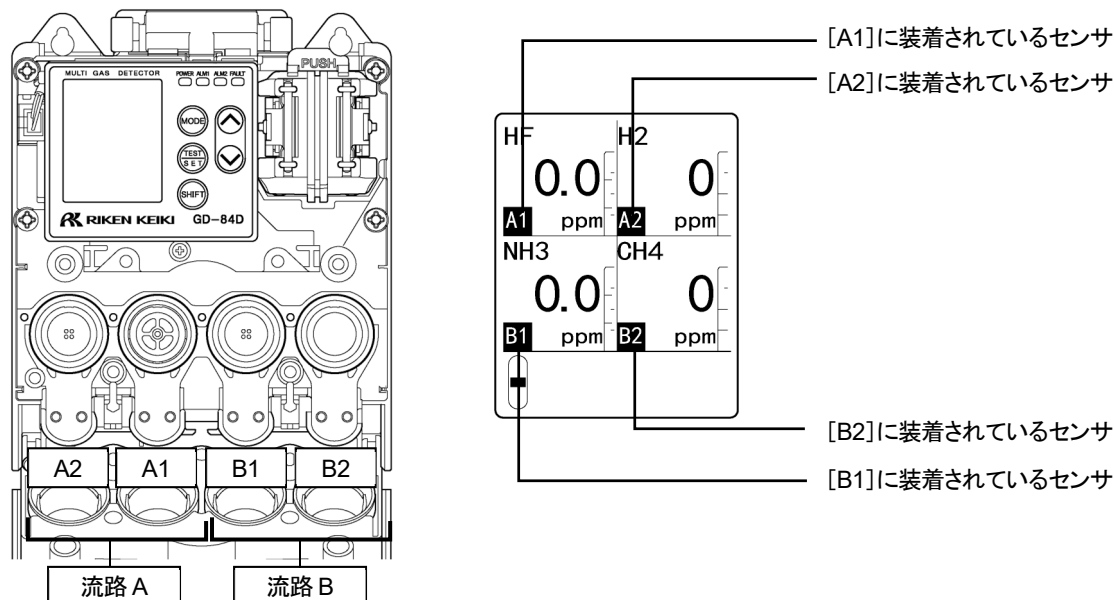 MULTI GAS DETECTOR
POWER ALM1 ALM2 FAULT
MODE
TEST
SET
SHIFT
RIKEN KEIKI GD-84D
PUSH
A2 A1 B1 B2
流路 A 流路 B
HF H2
0.0 0
A1 ppm A2 ppm
NH3 CH4
0.0 0
B1 ppm B2 ppm
[A1]に装着されているセンサ
[A2]に装着されているセンサ
[B2]に装着されているセンサ
[B1]に装着されているセンサ